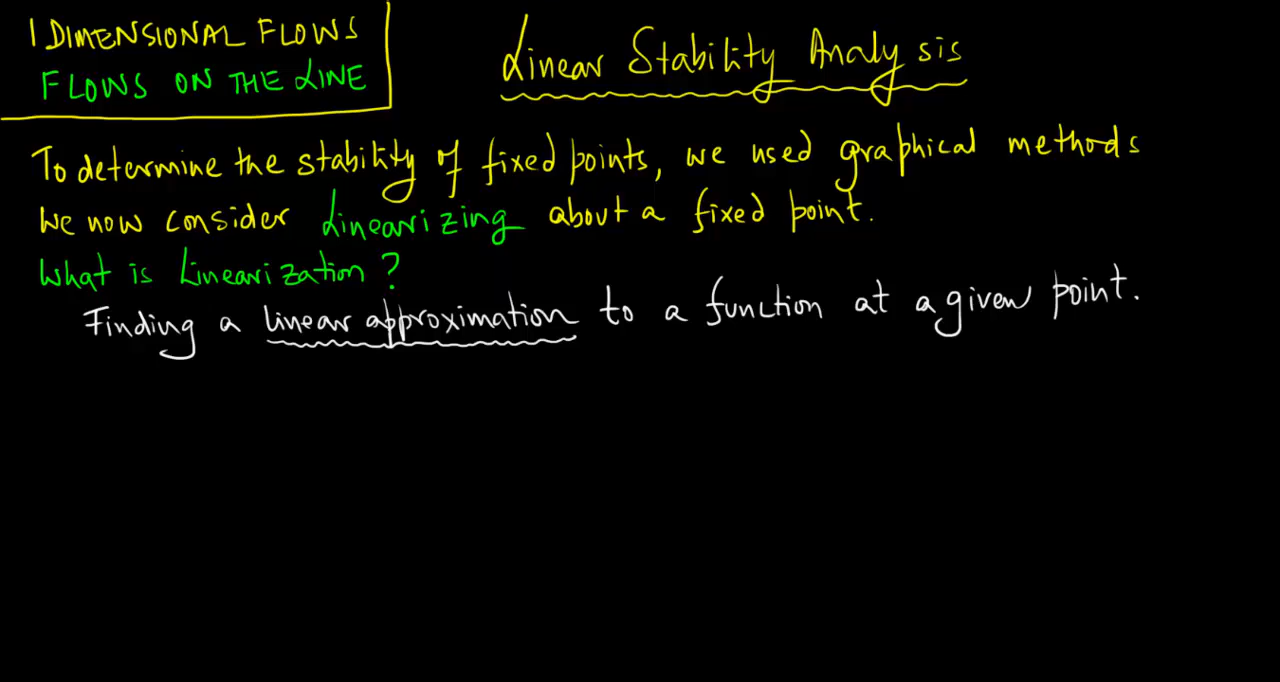 1 DIMENSIONAL FLOWS
FLOWS ON THE LINE
Linear Stability Analysis
To determine the stability of fixed points, we used graphical methods
We now consider Linearizing about a fixed point.
What is Linearization?
Finding a linear approximation to a function at a given point.